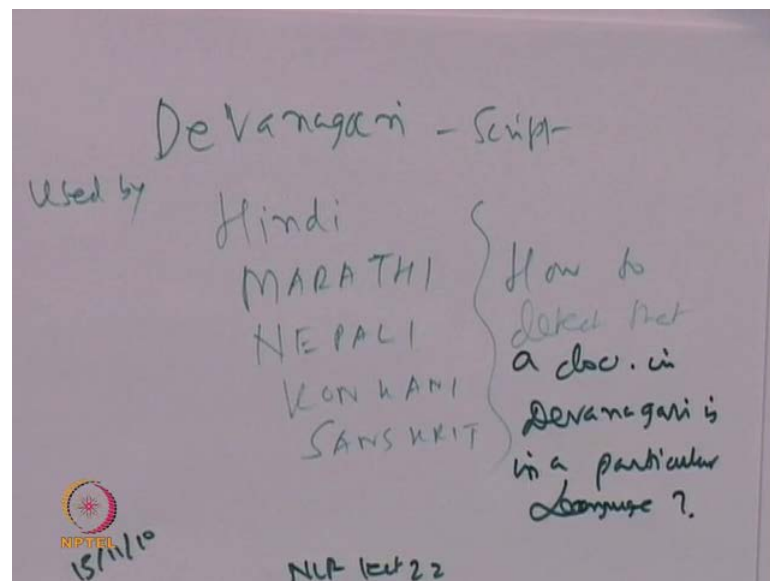 Devanagari - Script
Used by
Hindi
MARATHI
NEPALI
KONKANI
SANSKRIT
How to
detect that
a doc. in
Devanagari is
in a particular
Language ?
NPTEL
15/11/10
NLP lect 22